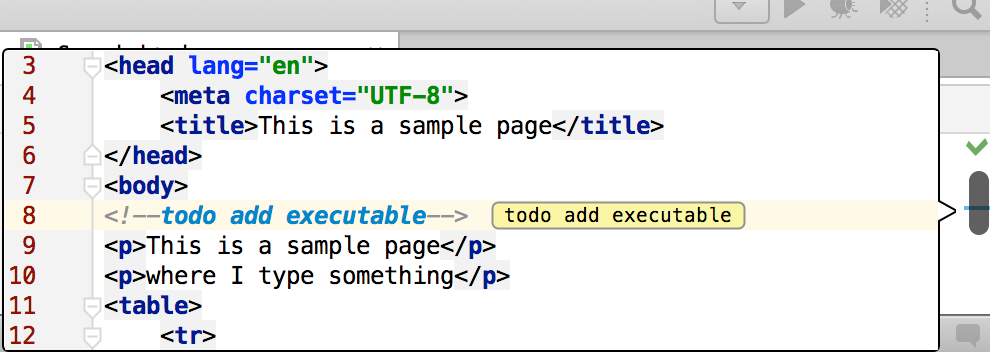 3 <head lang="en">
4 <meta charset="UTF-8">
5 <title>This is a sample page</title>
6 </head>
7 <body>
8 <!--todo add executable--> todo add executable
9 <p>This is a sample page</p>
10 <p>where I type something</p>
11 <table>
12 <tr>